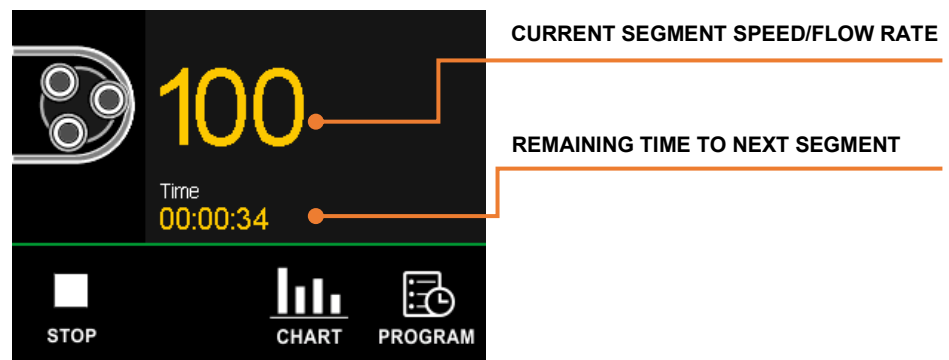 CURRENT SEGMENT SPEED/FLOW RATE
100
REMAINING TIME TO NEXT SEGMENT
Time
00:00:34
STOP
CHART
PROGRAM